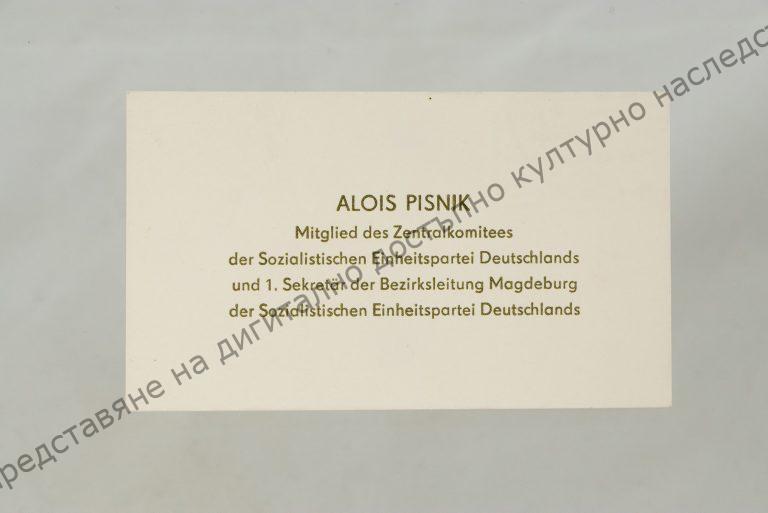 ALOIS PISNIK
Mitglied des Zentralkomitees
der Sozialistischen Einheitspartei Deutschlands
und 1. Sekretär der Bezirksleitung Magdeburg
der Sozialistischen Einheitspartei Deutschlands
редставяне на дигитално достъпно културно наследст